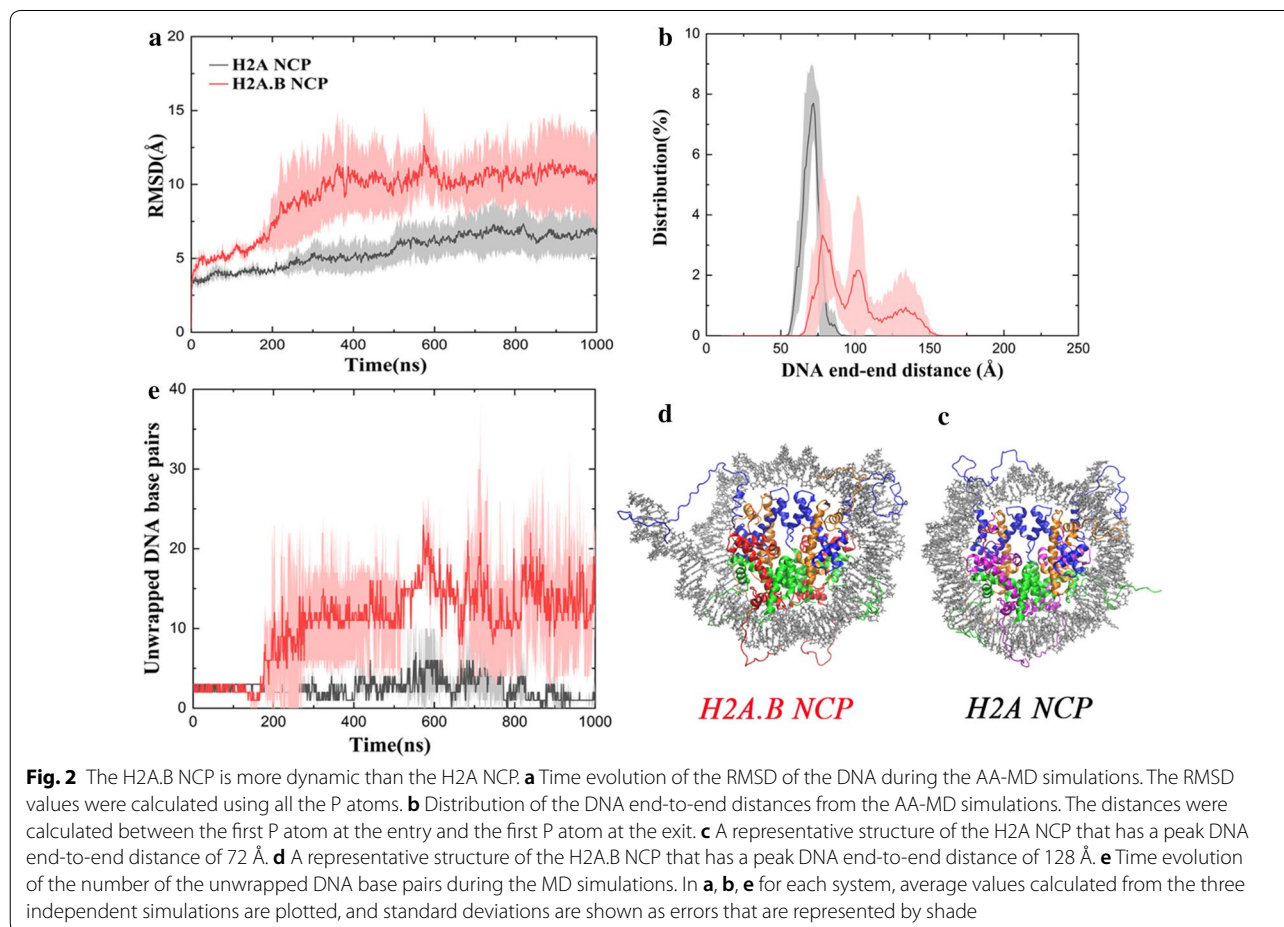 a
20
15
10
5
0
RMSD(Å)
H2A NCP
H2A.B NCP
0 200 400 600 800 1000
Time(ns)
b
10
8
6
4
2
0
Distribution(%)
0 50 100 150 200 250
DNA end-end distance (Å)
e
40
30
20
10
0
Unwrapped DNA base pairs
0 200 400 600 800 1000
Time(ns)
d
H2A.B NCP
c
H2A NCP
Fig. 2 The H2A.B NCP is more dynamic than the H2A NCP. a Time evolution of the RMSD of the DNA during the AA-MD simulations. The RMSD
values were calculated using all the P atoms. b Distribution of the DNA end-to-end distances from the AA-MD simulations. The distances were
calculated between the first P atom at the entry and the first P atom at the exit. c A representative structure of the H2A NCP that has a peak DNA
end-to-end distance of 72 Å. d A representative structure of the H2A.B NCP that has a peak DNA end-to-end distance of 128 Å. e Time evolution
of the number of the unwrapped DNA base pairs during the MD simulations. In a, b, e for each system, average values calculated from the three
independent simulations are plotted, and standard deviations are shown as errors that are represented by shade